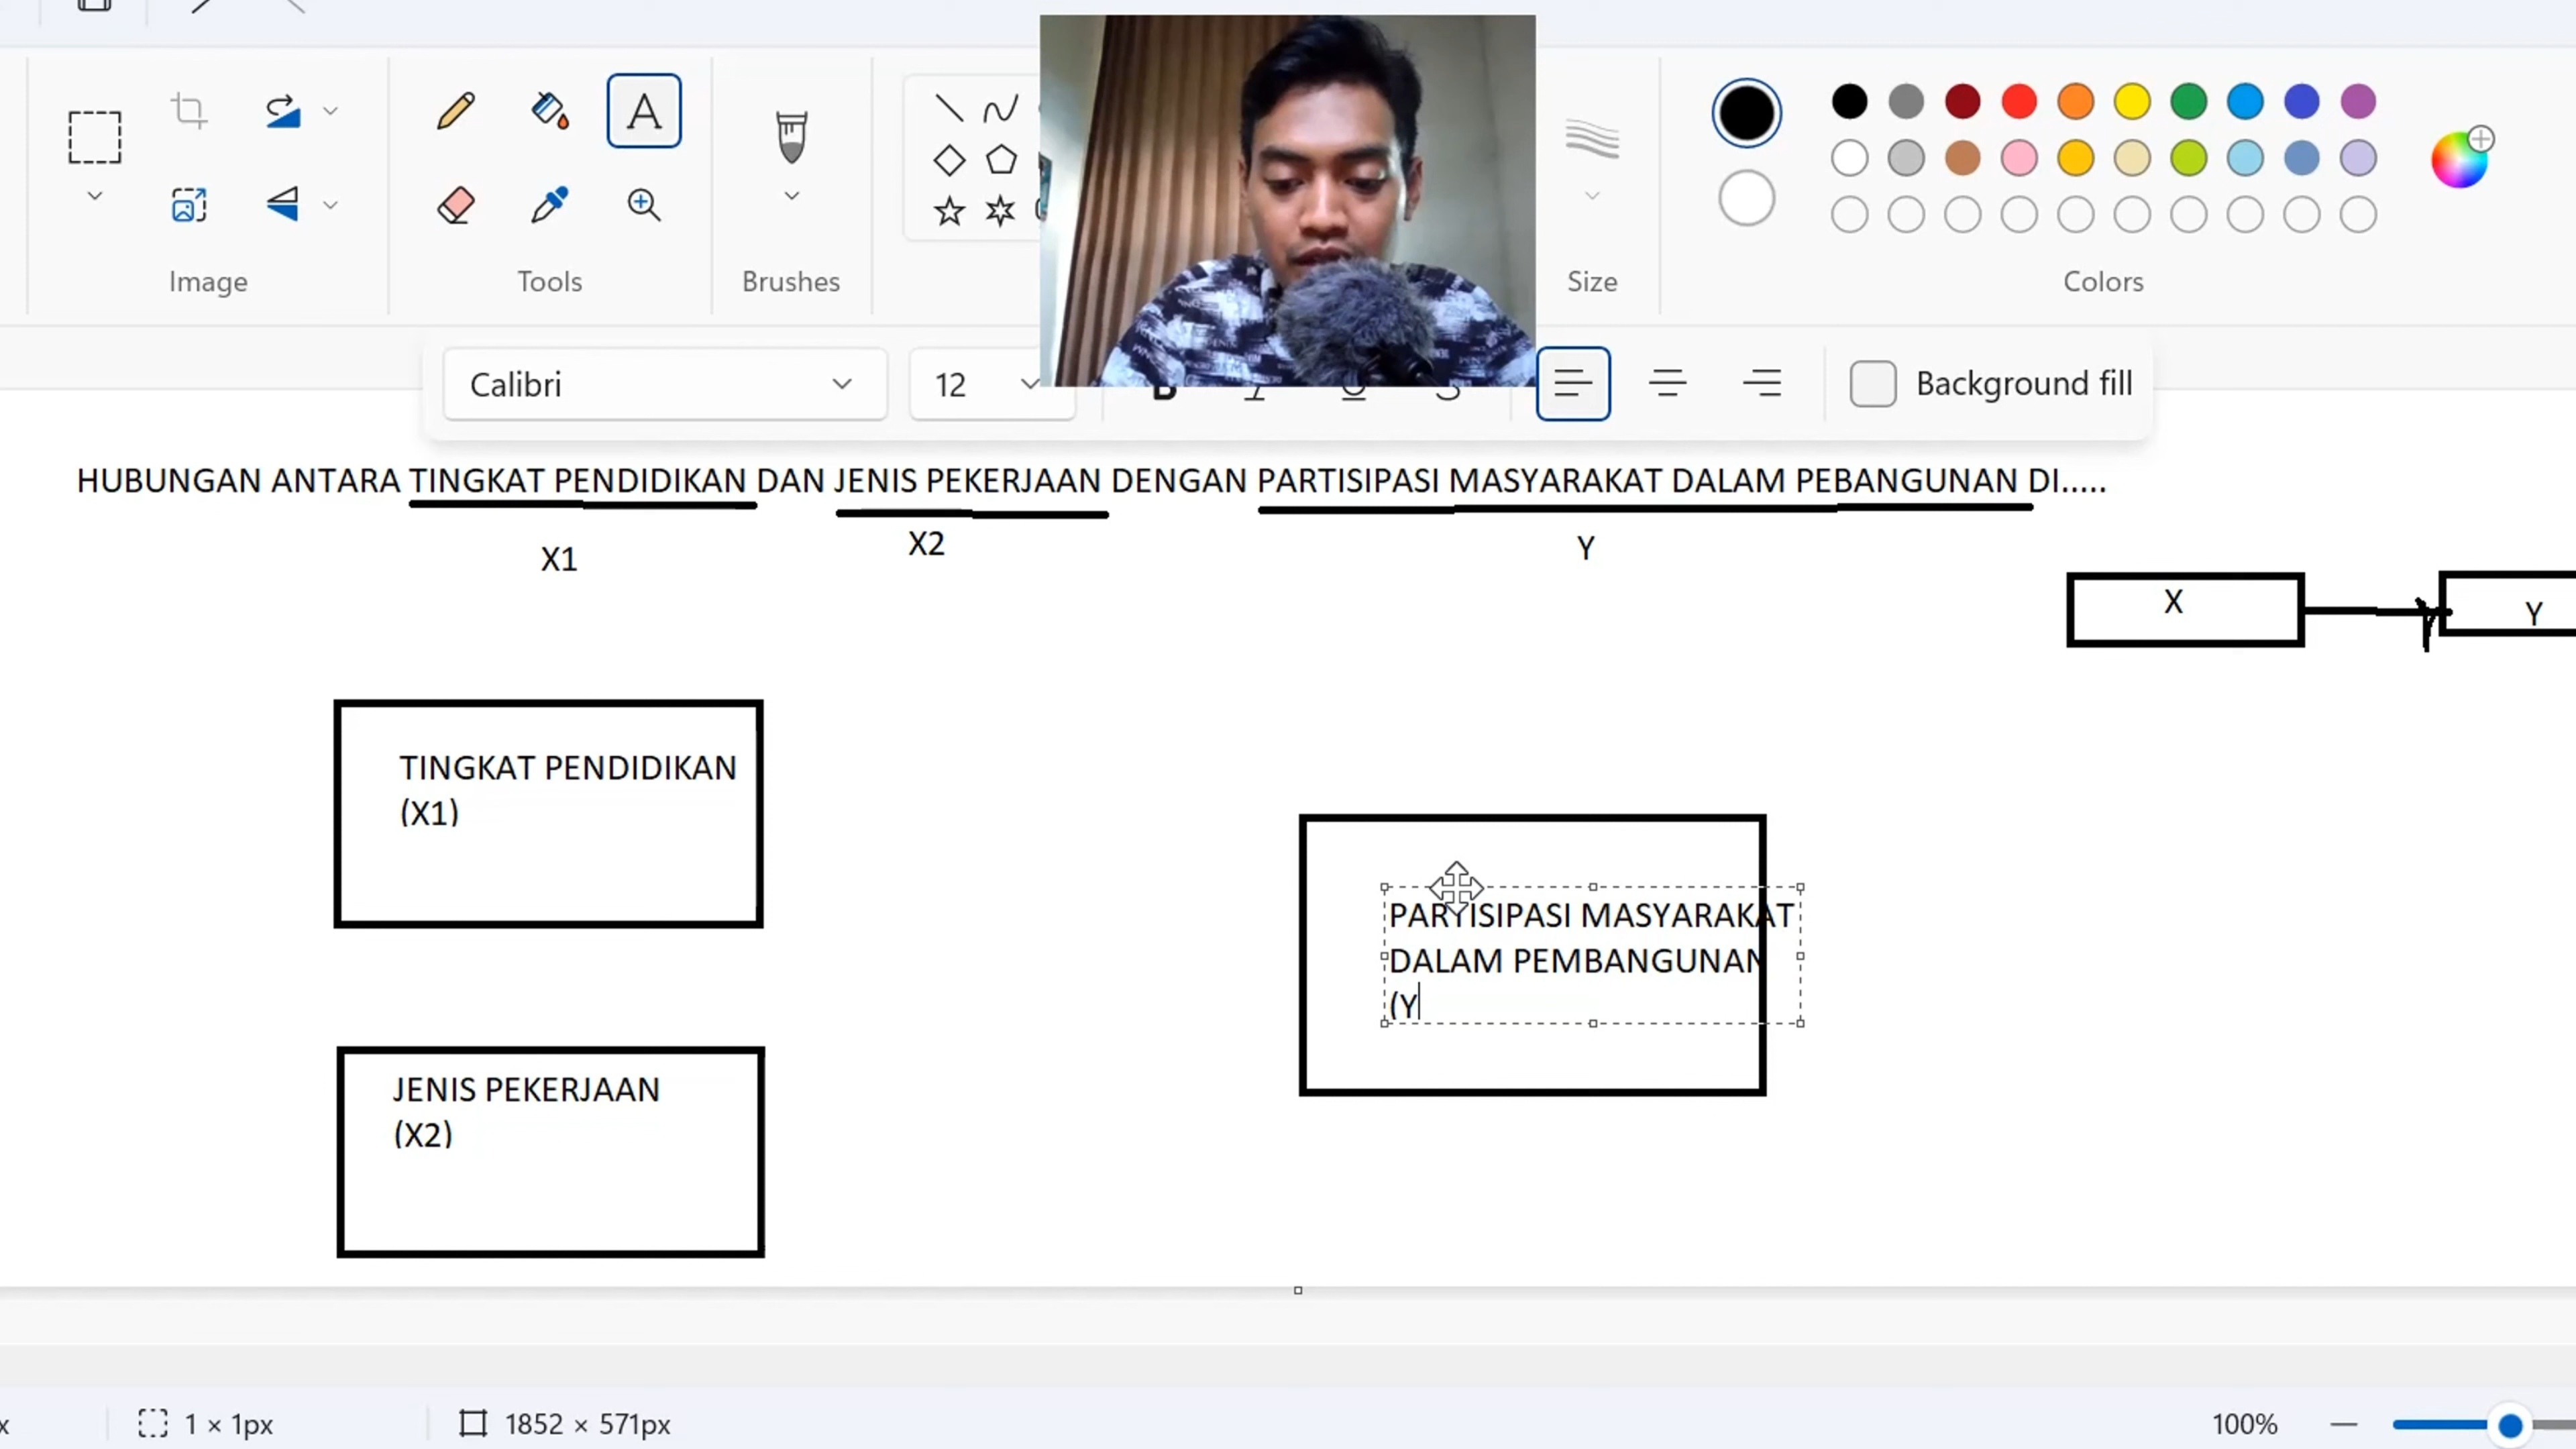 Image
Tools
Brushes
Size
Colors
Calibri
12
Background fill
HUBUNGAN ANTARA TINGKAT PENDIDIKAN DAN JENIS PEKERJAAN DENGAN PARTISIPASI MASYARAKAT DALAM PEBANGUNAN DI.....
X1
X2
Y
X
Y
TINGKAT PENDIDIKAN
(X1)
PARTISIPASI MASYARAKAT
DALAM PEMBANGUNAN
(Y
JENIS PEKERJAAN
(X2)
1 × 1px
1852 × 571px
100%